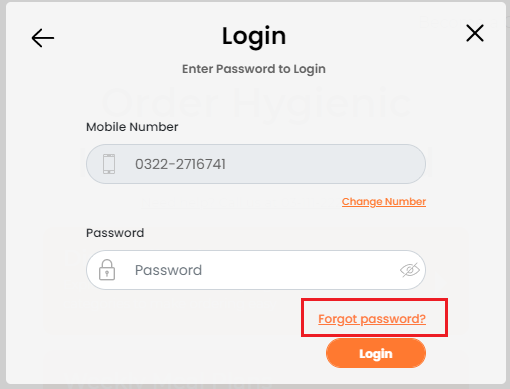 Login
Enter Password to Login
Order Hygienic
Mobile Number
0322-2716741
Change Number
Password
Password
Forgot password?
Login